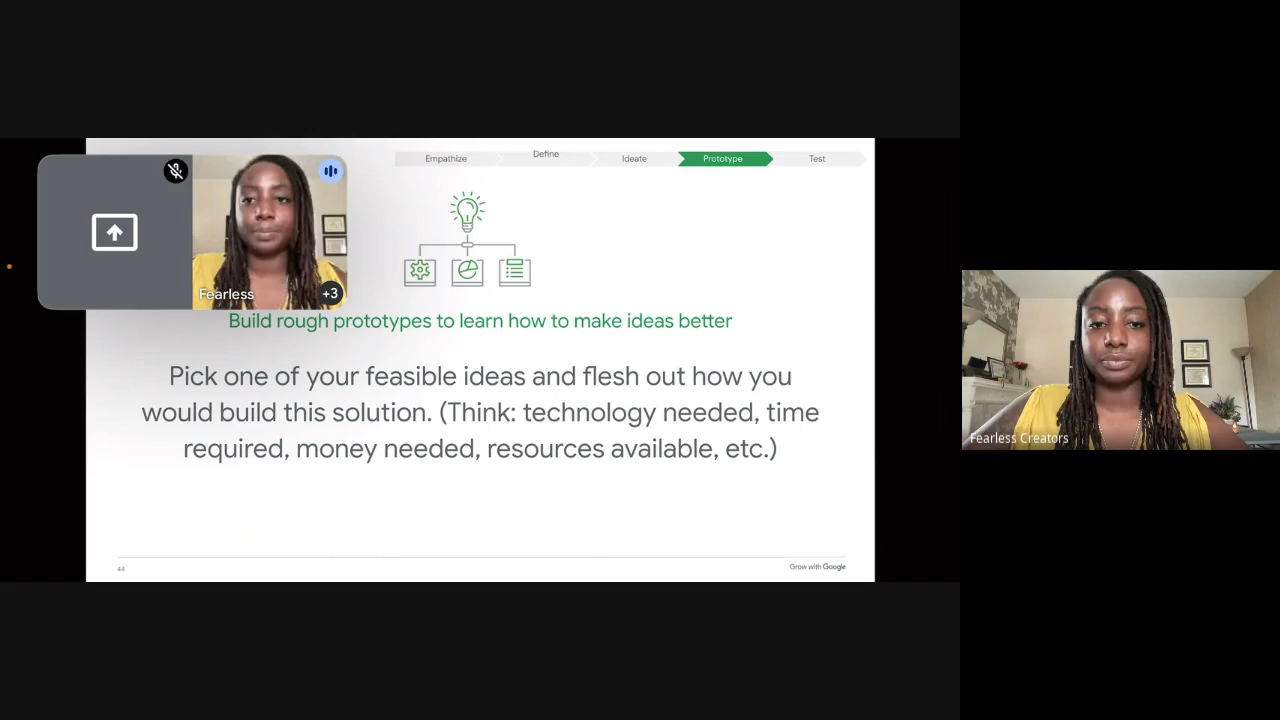 Empathize
Define
Ideate
Prototype
Test
Fearless
+3
Build rough prototypes to learn how to make ideas better
Pick one of your feasible ideas and flesh out how you
would build this solution. (Think: technology needed, time
required, money needed, resources available, etc.)
44
Grow with Google
Fearless Creators